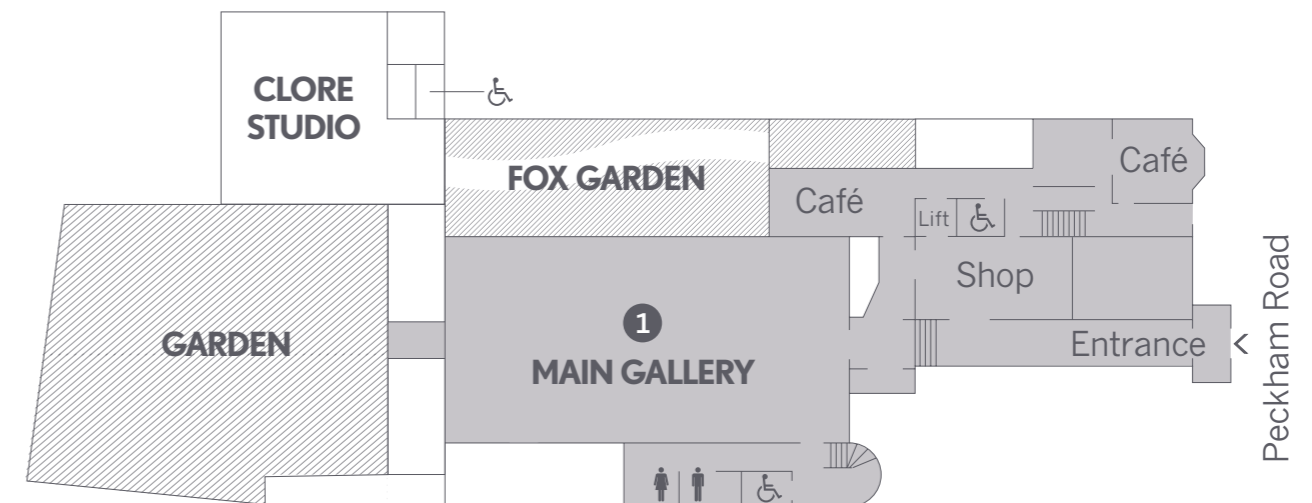 CLORE
STUDIO
FOX GARDEN
Café
Café
Lift
Shop
GARDEN
1
MAIN GALLERY
Entrance
Peckham Road